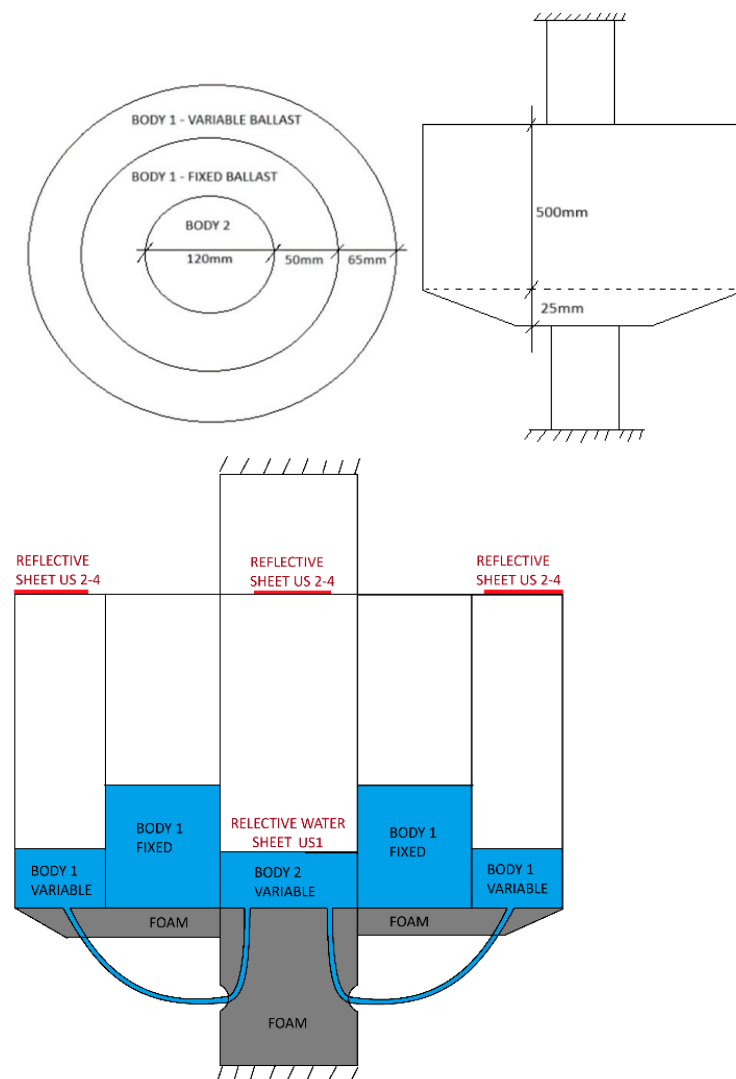 BODY 1 - VARIABLE BALLAST
BODY 1 - FIXED BALLAST
BODY 2
120mm
50mm
65mm
500mm
25mm
REFLECTIVE
SHEET US 2-4
REFLECTIVE
SHEET US 2-4
REFLECTIVE
SHEET US 2-4
BODY 1
FIXED
RELECTIVE WATER
SHEET US1
BODY 1
FIXED
BODY 1
VARIABLE
BODY 2
VARIABLE
BODY 1
VARIABLE
FOAM
FOAM
FOAM